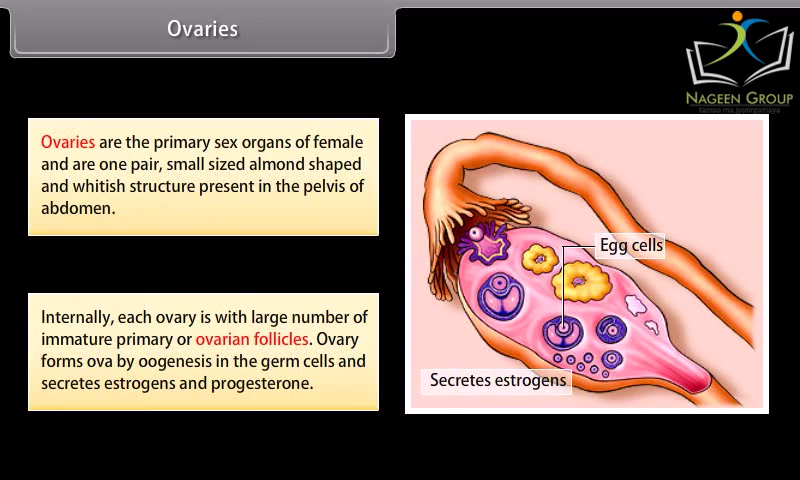 Ovaries
NAGEEN GROUP
tamso ma jyotirgamaya
Ovaries are the primary sex organs of female
and are one pair, small sized almond shaped
and whitish structure present in the pelvis of
abdomen.
Internally, each ovary is with large number of
immature primary or ovarian follicles. Ovary
forms ova by oogenesis in the germ cells and
secretes estrogens and progesterone.
Egg cells
Secretes estrogens